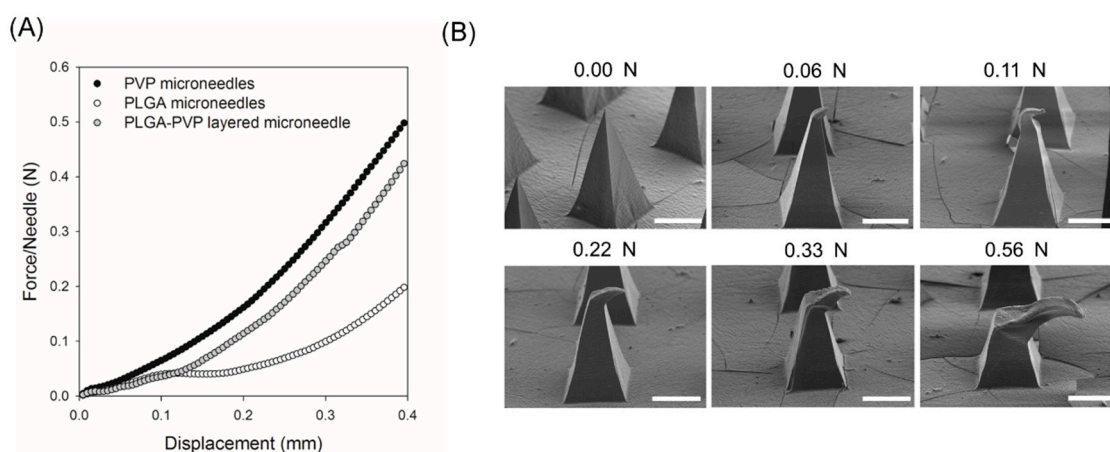 (A)
0.6
0.5
0.4
0.3
0.2
0.1
0.0
Force/Needle (N)
PVP microneedles
PLGA microneedles
PLGA-PVP layered microneedle
0.0 0.1 0.2 0.3 0.4
Displacement (mm)
(B)
0.00 N 0.06 N 0.11 N
0.22 N 0.33 N 0.56 N